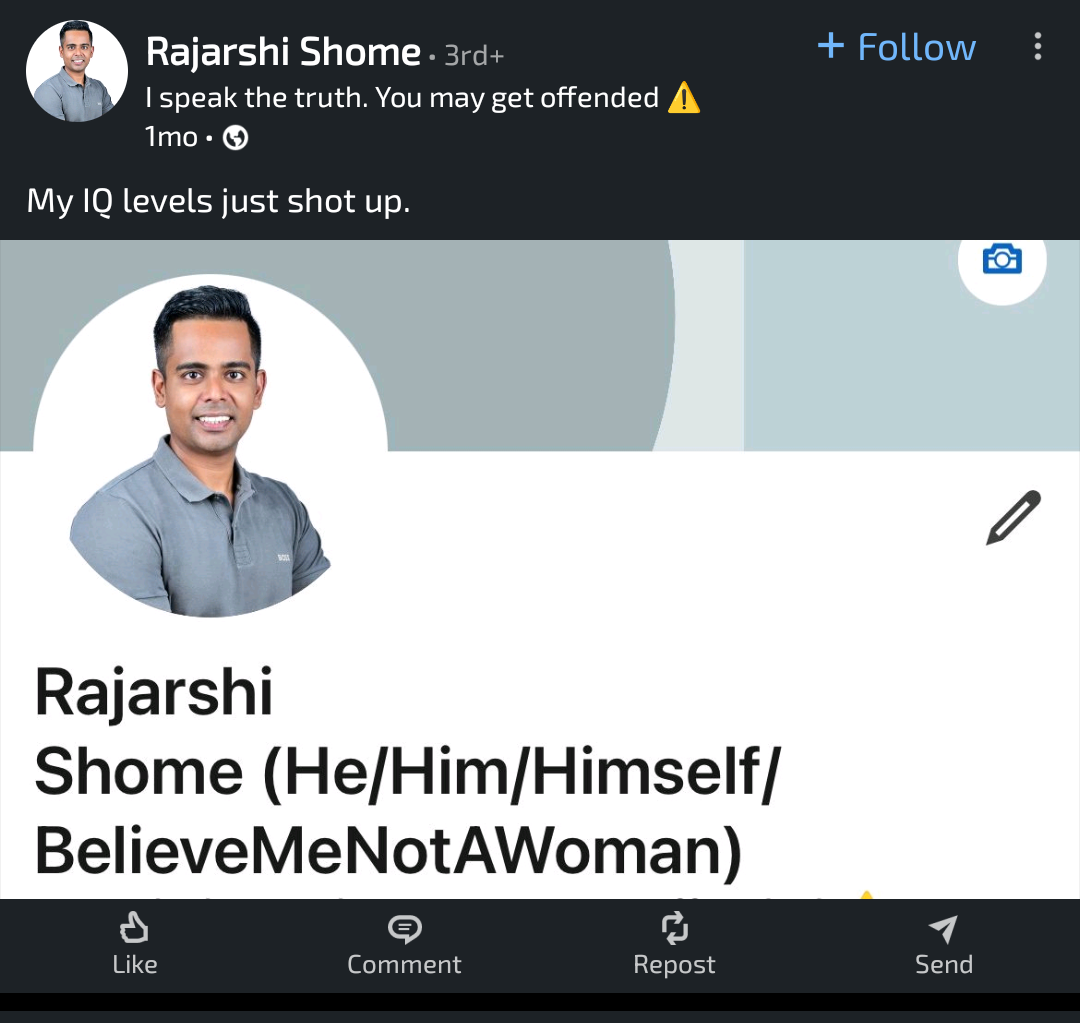 Rajarshi Shome • 3rd+
+ Follow
I speak the truth. You may get offended ⚠️
1mo •
My IQ levels just shot up.
Rajarshi
Shome (He/Him/Himself/
BelieveMeNotAWoman)
Like
Comment
Repost
Send